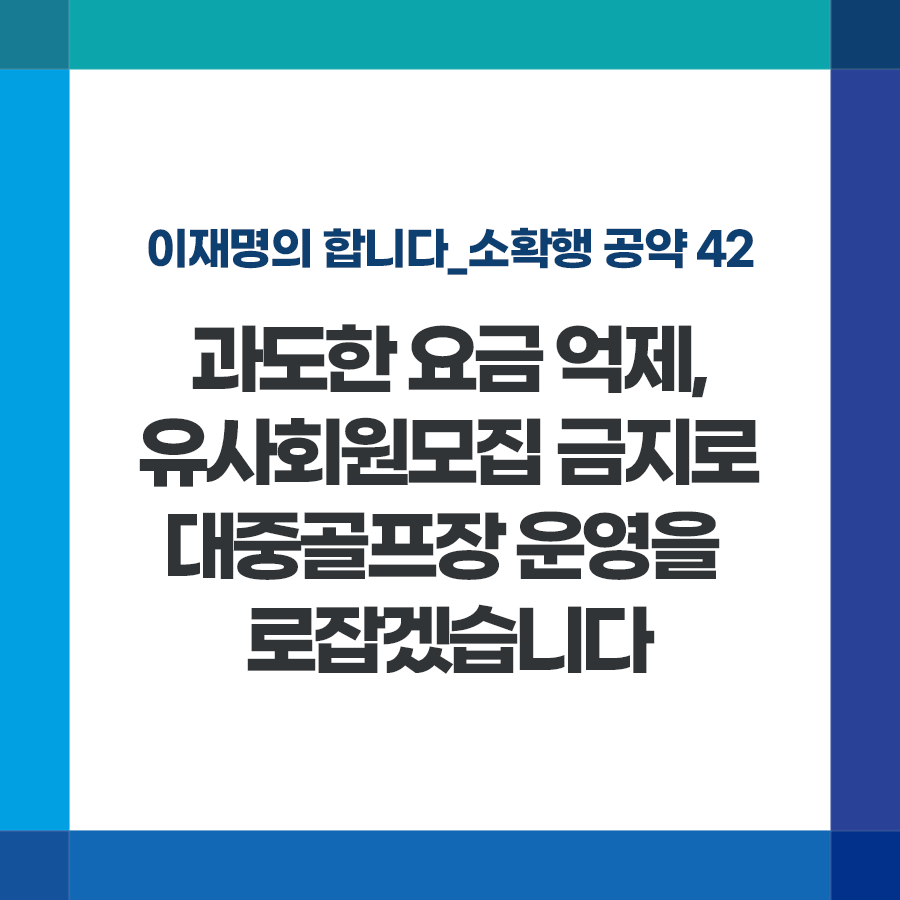 이재명의 합니다_소확행 공약 42
과도한 요금 억제,
유사회원모집 금지로
대중골프장 운영을
로잡겠습니다